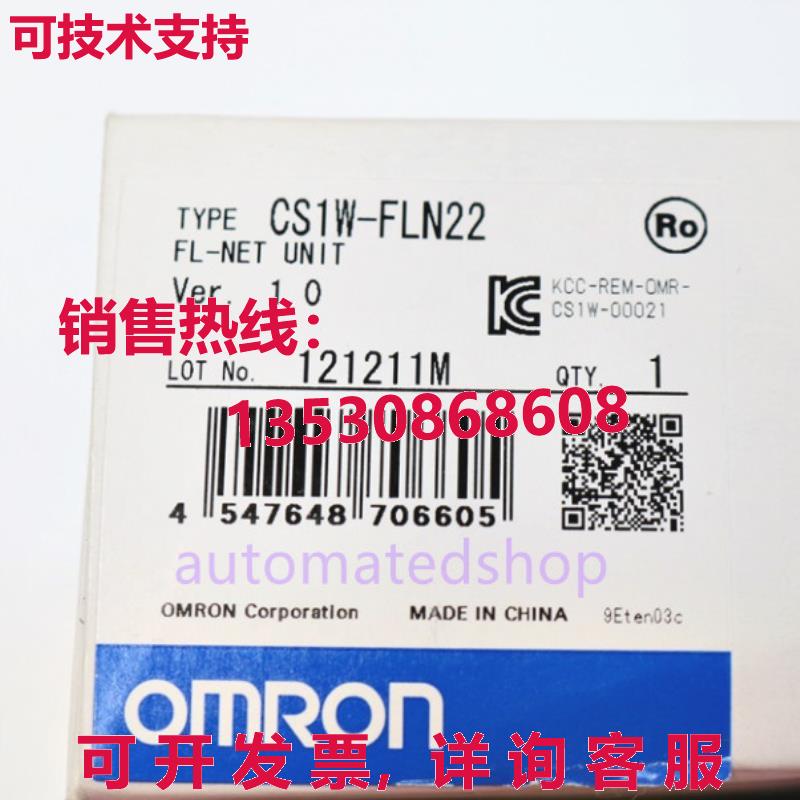 可技术支持
TYPE CS1W-FLN22
FL-NET UNIT
Ro
Ver. 1.0
KCC-REM-OMR-
CS1W-00021
销售热线：
LOT No. 121211M QTY. 1
13530868608
4 547648 706605
automatedshop
OMRON Corporation MADE IN CHINA 9Eten03c
OMRON
可开发票, 详询客服